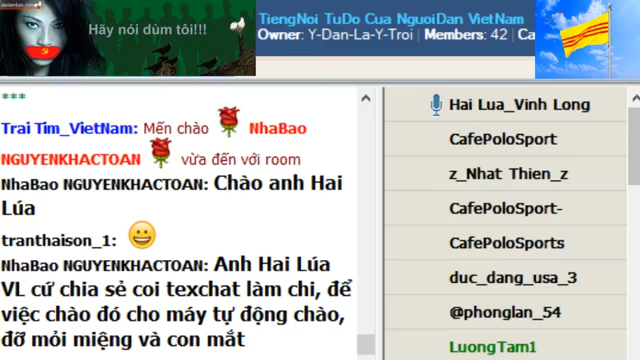 danlambao.com
Hãy nói dùm tôi!!!
TiengNoi TuDo Cua NguoiDan VietNam
Owner: Y-Dan-La-Y-Troi | Members: 42 | Ca
***
Trai Tim_VietNam: Mến chào NhaBao
NGUYENKHACTOAN vừa đến với room
NhaBao NGUYENKHACTOAN: Chào anh Hai
Lúa
tranthaison_1:
NhaBao NGUYENKHACTOAN: Anh Hai Lúa
VL cứ chia sẻ coi texchat làm chi, để
việc chào đó cho máy tự động chào,
đỡ mỏi miệng và con mắt
Hai Lua_Vinh Long
CafePoloSport
z_Nhat Thien_z
CafePoloSport-
CafePoloSports
duc_dang_usa_3
@phonglan_54
LuongTam1